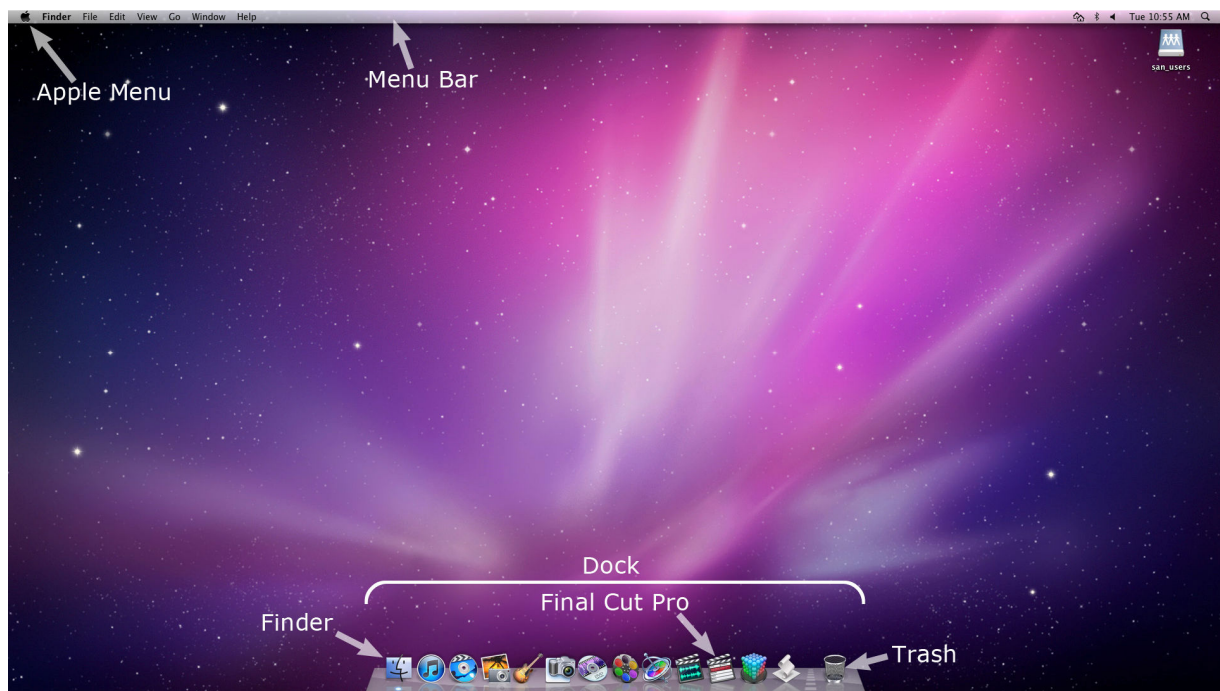 Finder File Edit View Go Window Help Tue 10:55 AM
san_users
Apple Menu
Menu Bar
Dock
Final Cut Pro
Finder
Trash